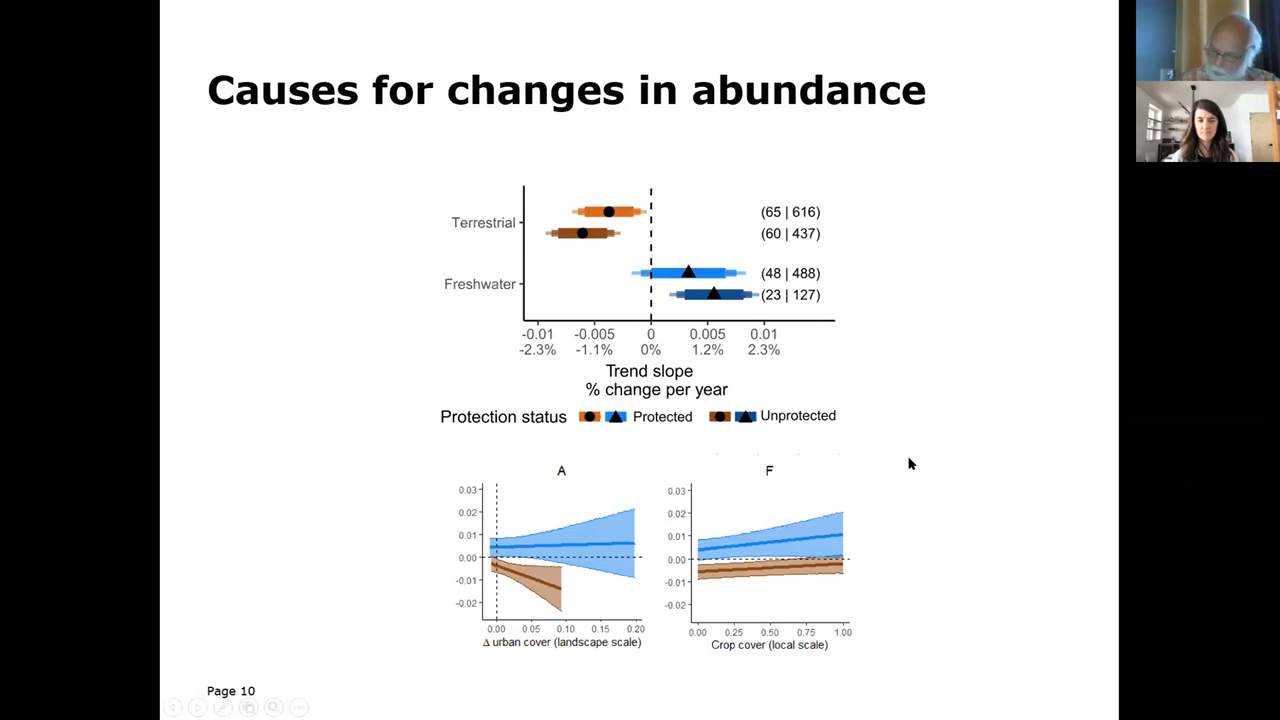 Causes for changes in abundance
Terrestrial
(65 | 616)
(60 | 437)
Freshwater
(48 | 488)
(23 | 127)
-0.01 -0.005 0 0.005 0.01
-2.3% -1.1% 0% 1.2% 2.3%
Trend slope
% change per year
Protection status Protected Unprotected
A
0.03
0.02
0.01
0.00
-0.01
-0.02
0.00 0.05 0.10 0.15 0.20
Δ urban cover (landscape scale)
F
0.03
0.02
0.01
0.00
-0.01
-0.02
0.00 0.25 0.50 0.75 1.00
Crop cover (local scale)
Page 10